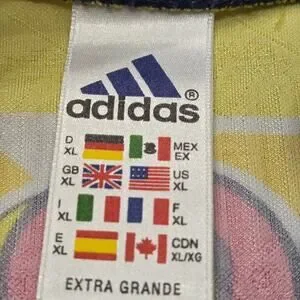 adidas®
D XL MEX EX
GB XL US XL
I XL F XL
E XL CDN XL/XG
EXTRA GRANDE